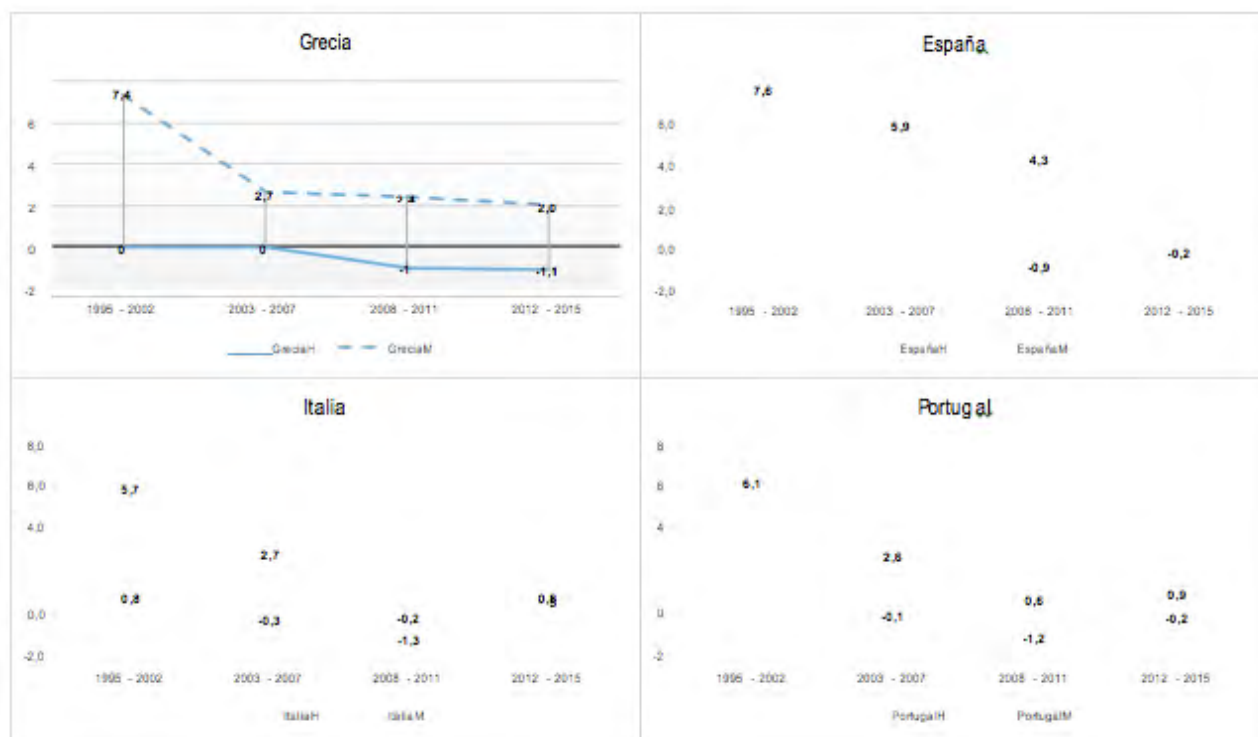 Grecia
7,4
6
4
2,7
2,4
2,0
2
0
0
0
-1
-1,1
-2
1995 - 2002
2003 - 2007
2008 - 2011
2012 - 2015
GreciaH
GreciaM
España
7,6
6,0
5,9
4,3
4,0
2,0
0,0
-0,2
-0,9
-2,0
1995 - 2002
2003 - 2007
2008 - 2011
2012 - 2015
EspañaH
EspañaM
Italia
8,0
6,0
5,7
4,0
2,7
0,8
0,0
-0,3
-0,2
-1,3
-2,0
1995 - 2002
2003 - 2007
2008 - 2011
2012 - 2015
ItaliaH
ItaliaM
Portugal
8
6
6,1
4
2,8
0,6
0,9
0
-0,1
-0,2
-1,2
-2
1995 - 2002
2003 - 2007
2008 - 2011
2012 - 2015
PortugalH
PortugalM